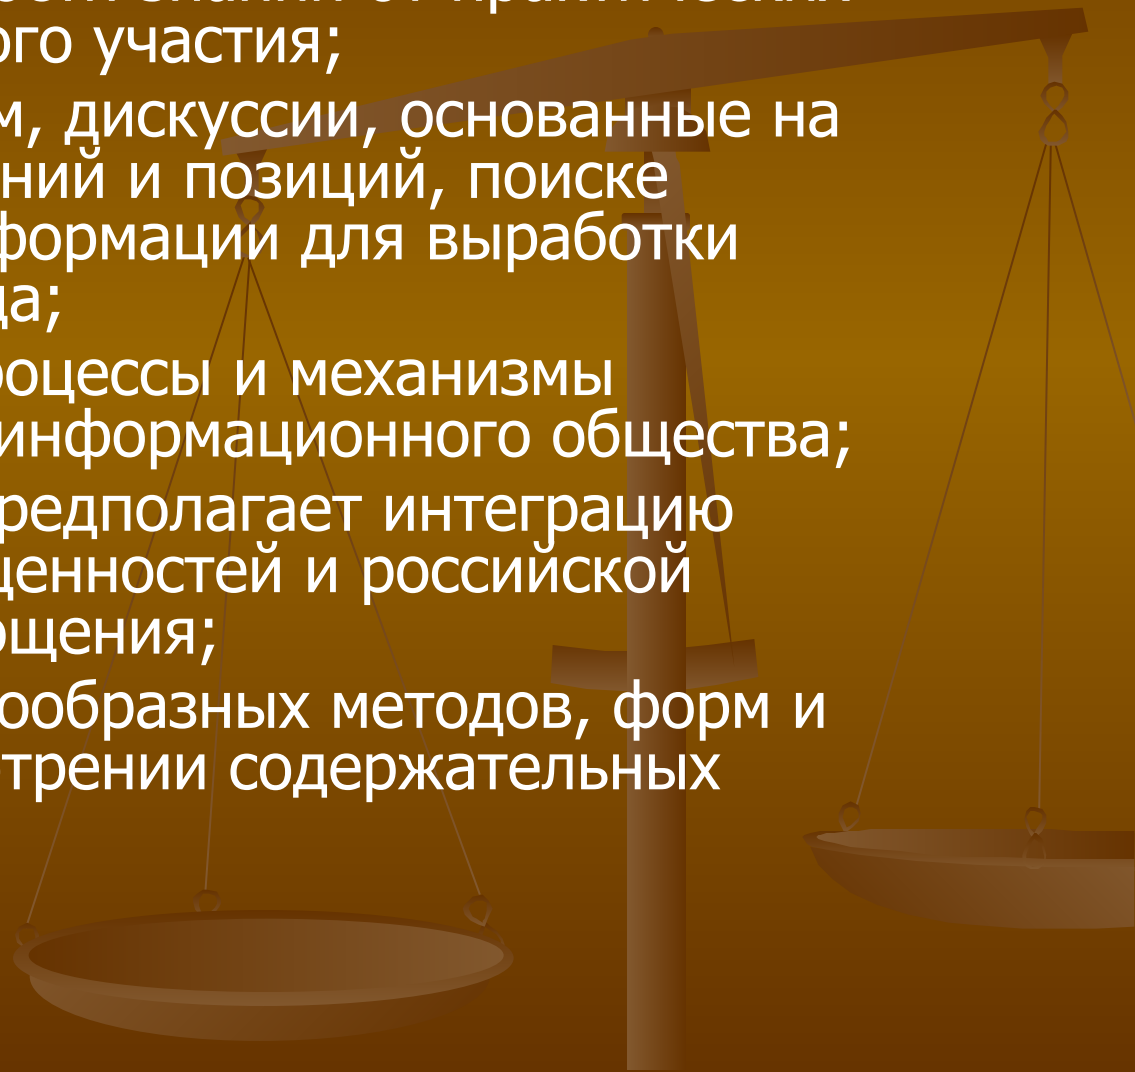 ого участия;
м, дискуссии, основанные на
ний и позиций, поиске
формации для выработки
да;
роцессы и механизмы
информационного общества;
редполагает интеграцию
ценностей и российской
ощения;
ообразных методов, форм и
трении содержательных